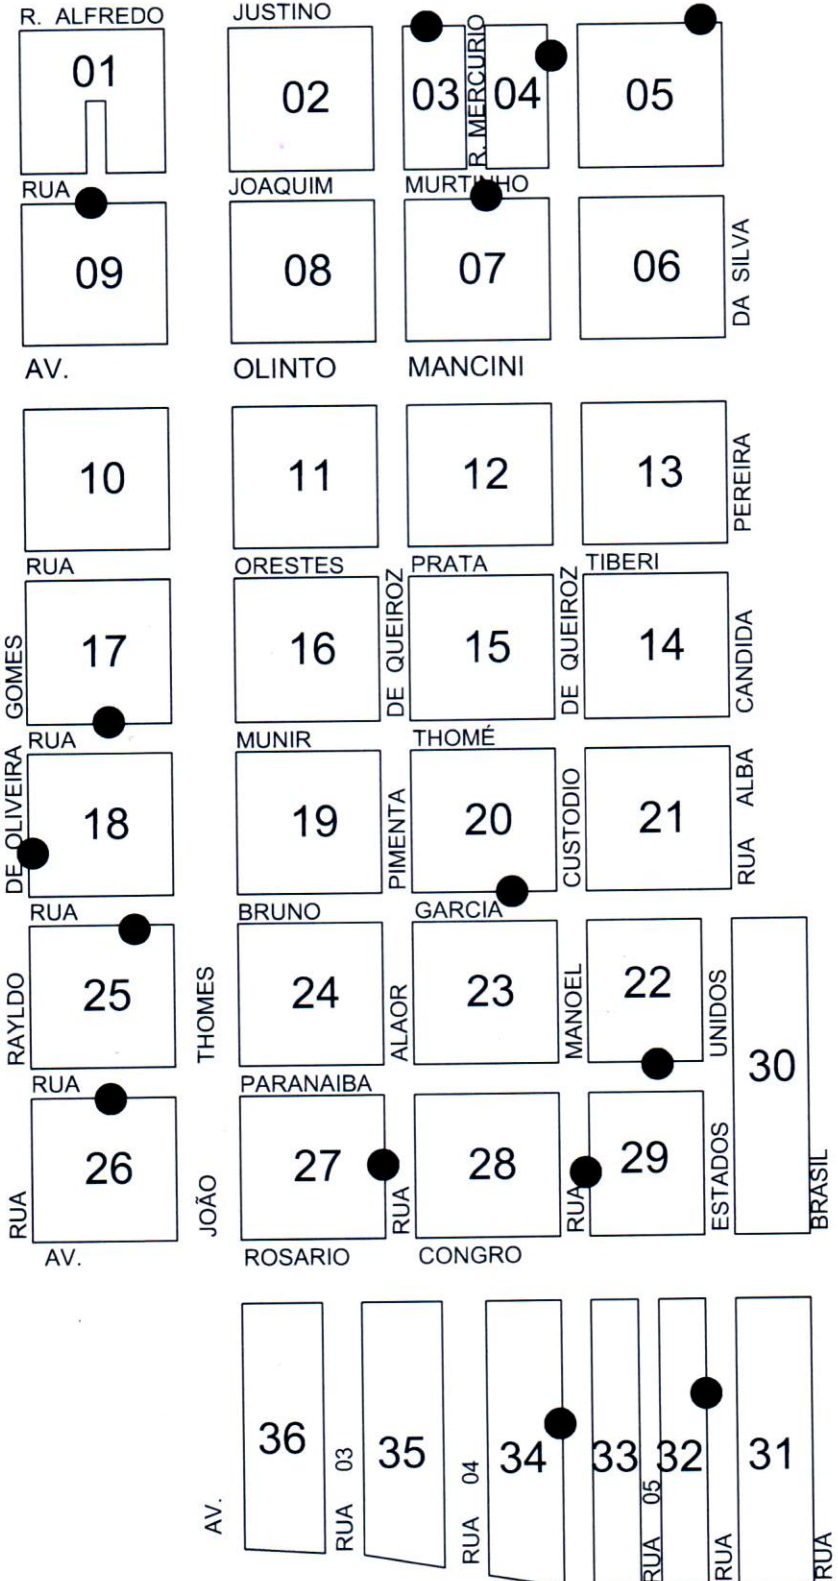 R. ALFREDO JUSTINO
01 02 03 R. MERCURIO 04 05
RUA JOAQUIM MURTINHO
09 08 07 06
DA SILVA
AV. OLINTO MANCINI
10 11 12 13
PEREIRA
RUA ORESTES PRATA TIBERI
GOMES 17 16 DE QUEIROZ 15 DE QUEIROZ 14 CANDIDA
RUA MUNIR THOMÉ
DE OLIVEIRA 18 19 PIMENTA 20 CUSTODIO 21 RUA ALBA
RUA BRUNO GARCIA
RAYLDO 25 THOMES 24 ALAOR 23 MANOEL 22 UNIDOS 30
RUA PARANAIBA
RUA 26 JOÃO 27 RUA 28 RUA 29 ESTADOS BRASIL
AV. ROSARIO CONGRO
AV. 36 RUA 03 35 RUA 04 34 33 RUA 05 32 RUA 31 RUA